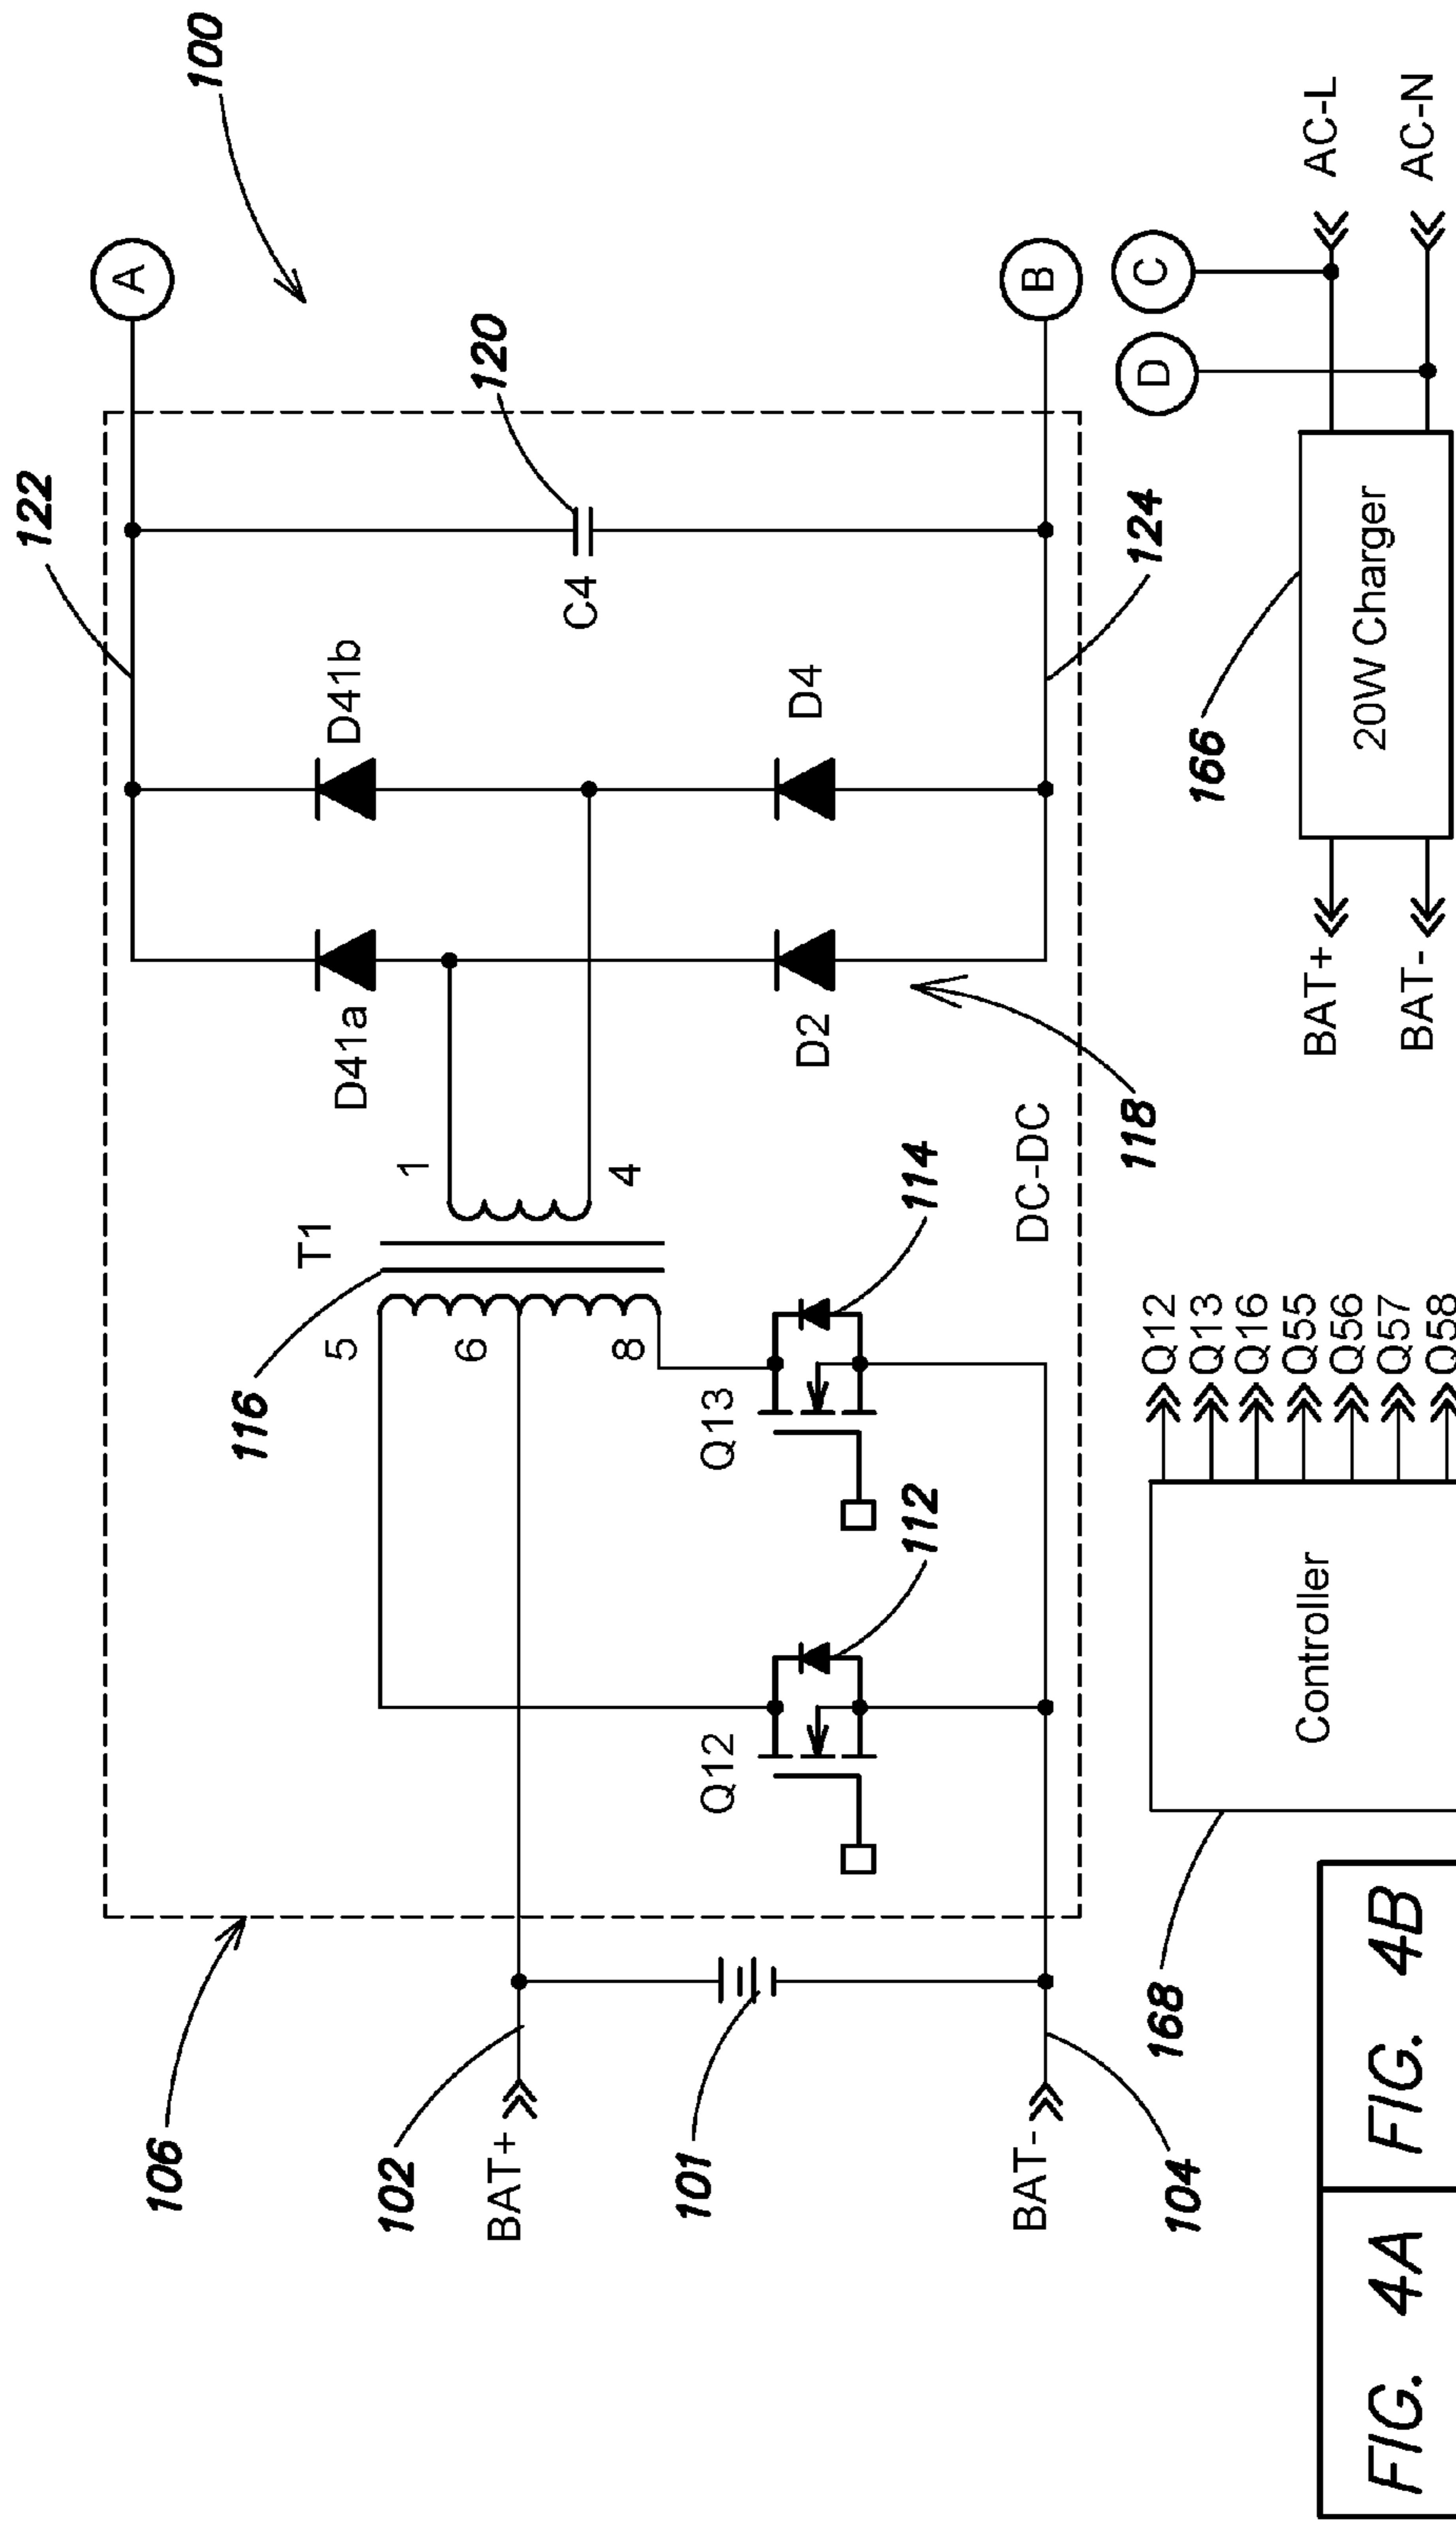 100
122
A
120
C4
D41b
D41a
D4
D2
118
124
B
106
116
T1
5
6
8
1
4
Q12
Q13
112
114
DC-DC
102
BAT+
101
BAT-
104
168
Controller
Q12
Q13
Q16
Q55
Q56
Q57
Q58
166
20W Charger
BAT+
BAT-
D
C
AC-L
AC-N
FIG. 4A
FIG. 4B